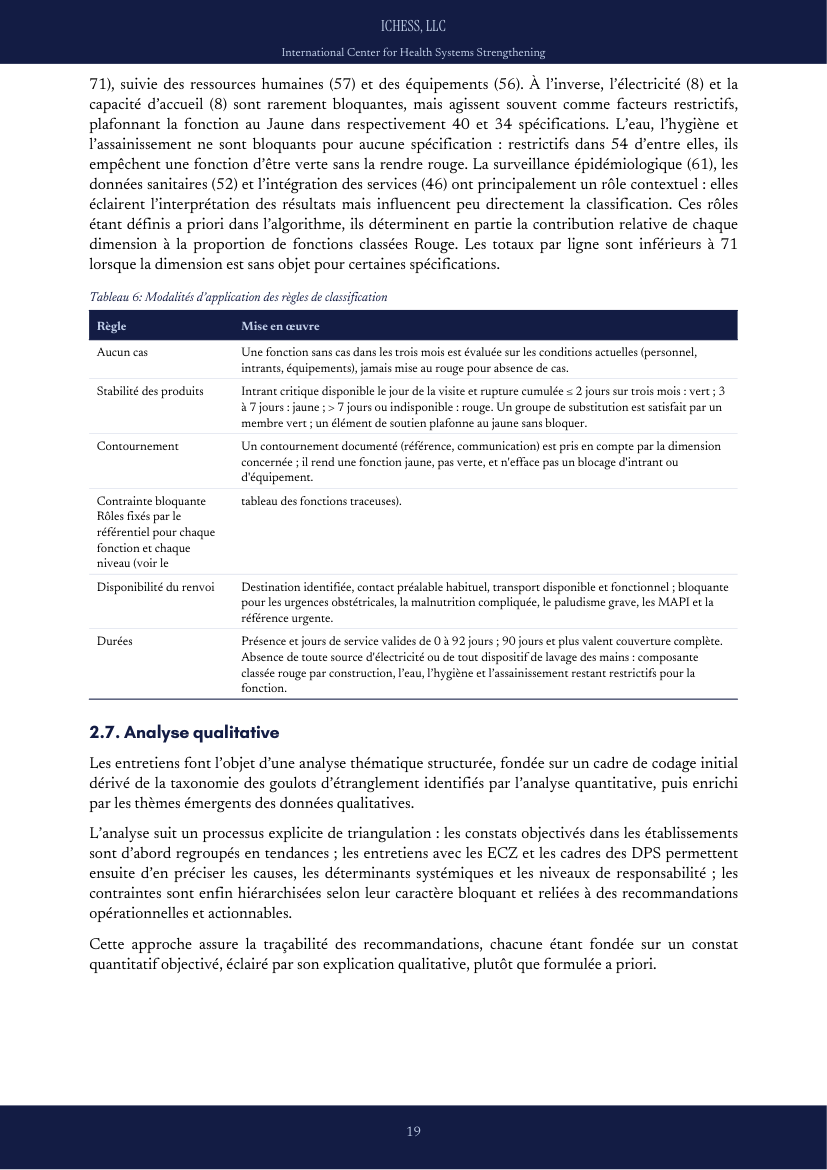 ICHESS, LLC
International Center for Health Systems Strengthening
71), suivie des ressources humaines (57) et des équipements (56). À l’inverse, l’électricité (8) et la
capacité d’accueil (8) sont rarement bloquantes, mais agissent souvent comme facteurs restrictifs,
plafonnant la fonction au Jaune dans respectivement 40 et 34 spécifications. L’eau, l’hygiène et
l’assainissement ne sont bloquants pour aucune spécification : restrictifs dans 54 d’entre elles, ils
empêchent une fonction d’être verte sans la rendre rouge. La surveillance épidémiologique (61), les
données sanitaires (52) et l’intégration des services (46) ont principalement un rôle contextuel : elles
éclairent l’interprétation des résultats mais influencent peu directement la classification. Ces rôles
étant définis a priori dans l’algorithme, ils déterminent en partie la contribution relative de chaque
dimension à la proportion de fonctions classées Rouge. Les totaux par ligne sont inférieurs à 71
lorsque la dimension est sans objet pour certaines spécifications.
Tableau 6: Modalités d’application des règles de classification
Règle
Mise en œuvre
Aucun cas
Une fonction sans cas dans les trois mois est évaluée sur les conditions actuelles (personnel,
intrants, équipements), jamais mise au rouge pour absence de cas.
Stabilité des produits
Intrant critique disponible le jour de la visite et rupture cumulée ≤ 2 jours sur trois mois : vert ; 3
à 7 jours : jaune ; > 7 jours ou indisponible : rouge. Un groupe de substitution est satisfait par un
membre vert ; un élément de soutien plafonne au jaune sans bloquer.
Contournement
Un contournement documenté (référence, communication) est pris en compte par la dimension
concernée ; il rend une fonction jaune, pas verte, et n'efface pas un blocage d'intrant ou
d'équipement.
Contrainte bloquante
Rôles fixés par le
référentiel pour chaque
fonction et chaque
niveau (voir le
tableau des fonctions traceuses).
Disponibilité du renvoi
Destination identifiée, contact préalable habituel, transport disponible et fonctionnel ; bloquante
pour les urgences obstétricales, la malnutrition compliquée, le paludisme grave, les MAPI et la
référence urgente.
Durées
Présence et jours de service valides de 0 à 92 jours ; 90 jours et plus valent couverture complète.
Absence de toute source d'électricité ou de tout dispositif de lavage des mains : composante
classée rouge par construction, l’eau, l’hygiène et l’assainissement restant restrictifs pour la
fonction.
2.7. Analyse qualitative
Les entretiens font l’objet d’une analyse thématique structurée, fondée sur un cadre de codage initial
dérivé de la taxonomie des goulots d’étranglement identifiés par l’analyse quantitative, puis enrichi
par les thèmes émergents des données qualitatives.
L’analyse suit un processus explicite de triangulation : les constats objectivés dans les établissements
sont d’abord regroupés en tendances ; les entretiens avec les ECZ et les cadres des DPS permettent
ensuite d’en préciser les causes, les déterminants systémiques et les niveaux de responsabilité ; les
contraintes sont enfin hiérarchisées selon leur caractère bloquant et reliées à des recommandations
opérationnelles et actionnables.
Cette approche assure la traçabilité des recommandations, chacune étant fondée sur un constat
quantitatif objectivé, éclairé par son explication qualitative, plutôt que formulée a priori.
19